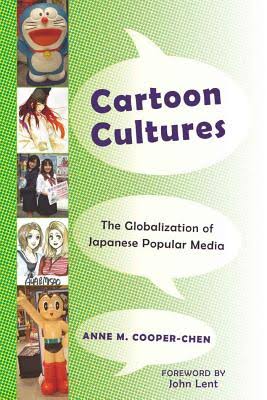 Cartoon
Cultures
The Globalization of
Japanese Popular Media
ANNE M. COOPER-CHEN
FOREWORD BY
John Lent